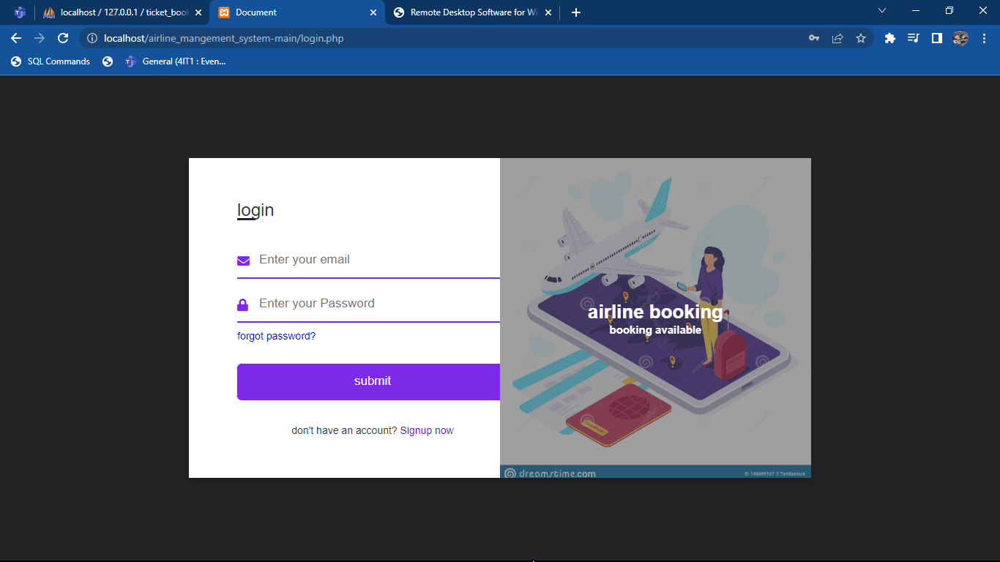 localhost / 127.0.0.1 / ticket_boo
Document
Remote Desktop Software for Wi
localhost/airline_mangement_system-main/login.php
SQL Commands
General (4IT1 : Even...
login
Enter your email
Enter your Password
forgot password?
submit
don't have an account? Signup now
airline booking
booking available
PASSPORT
dreamstime.com
ID 148009167 © Tartilastock